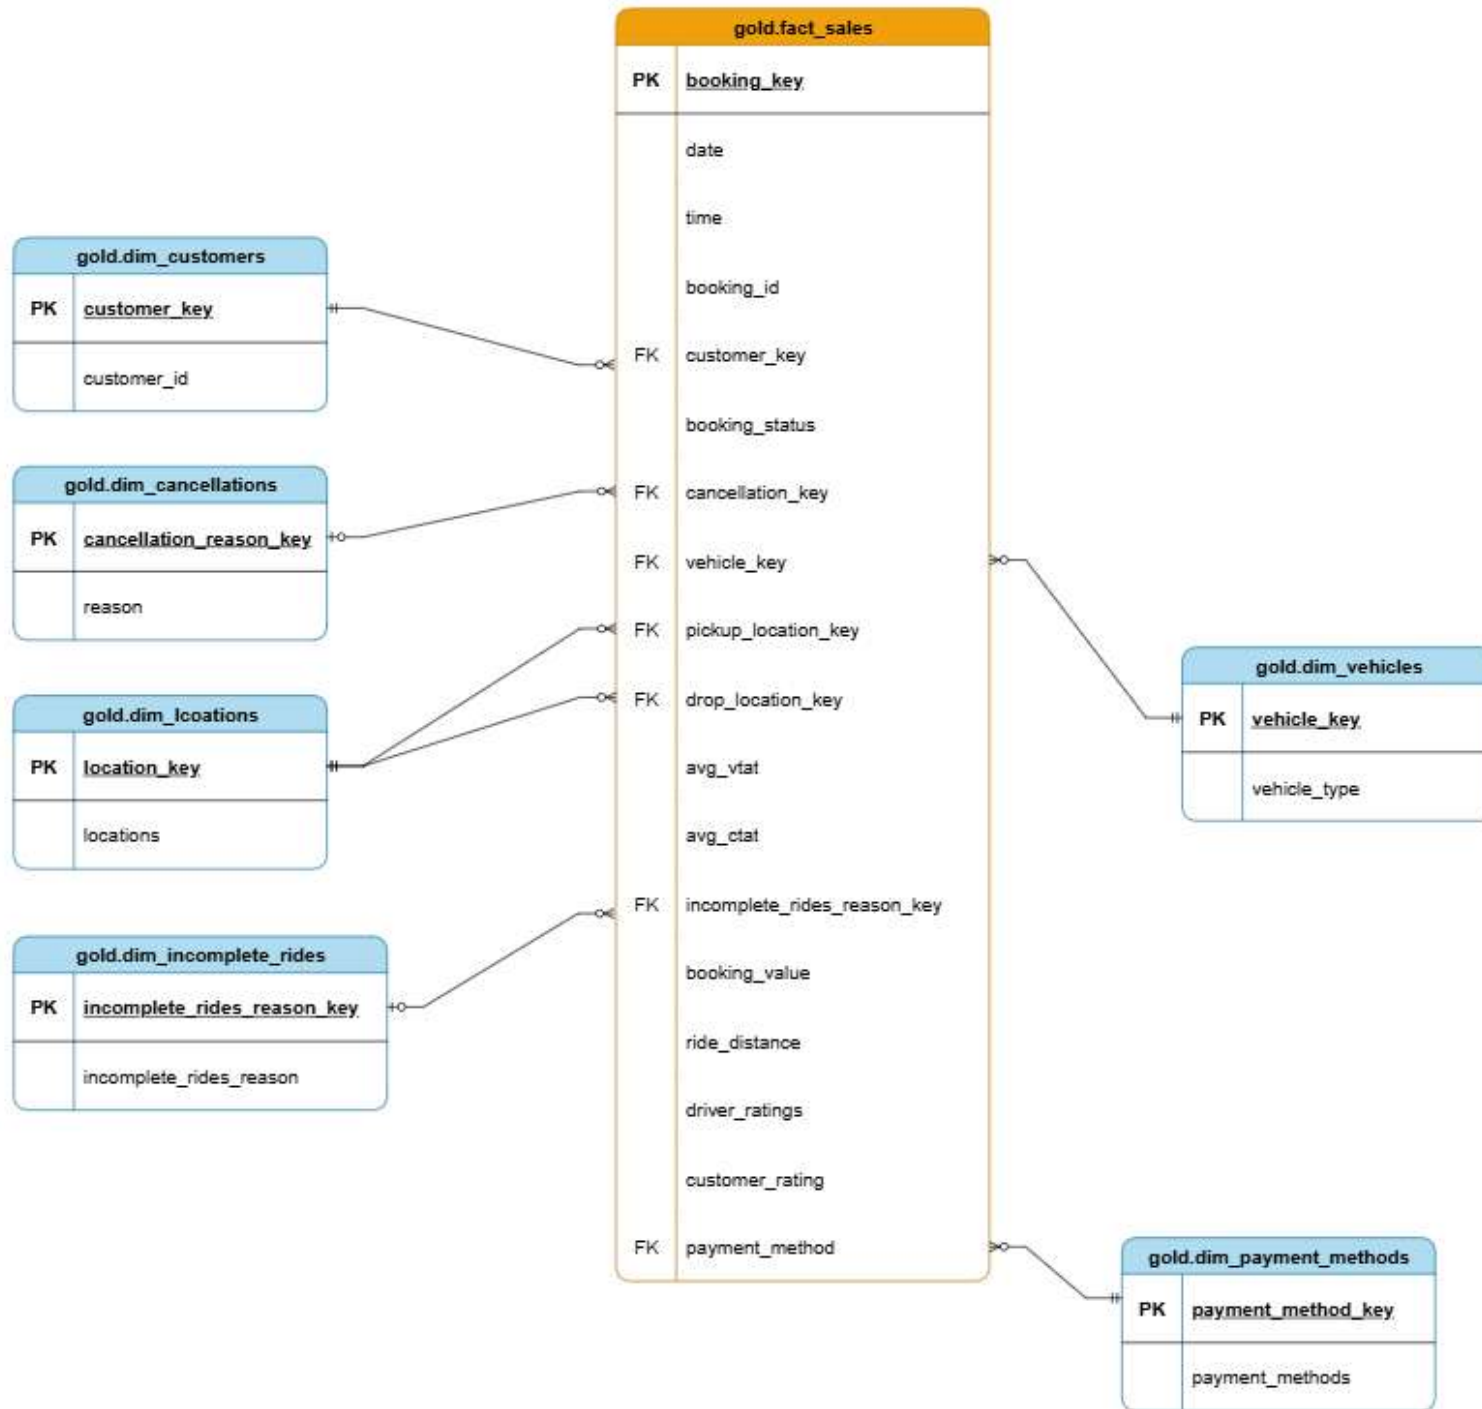 gold.fact_sales
PK booking_key
date
time
booking_id
FK customer_key
booking_status
FK cancellation_key
FK vehicle_key
FK pickup_location_key
FK drop_location_key
avg_vtat
avg_ctat
FK incomplete_rides_reason_key
booking_value
ride_distance
driver_ratings
customer_rating
FK payment_method
gold.dim_customers
PK customer_key
customer_id
gold.dim_cancellations
PK cancellation_reason_key
reason
gold.dim_lcoations
PK location_key
locations
gold.dim_incomplete_rides
PK incomplete_rides_reason_key
incomplete_rides_reason
gold.dim_vehicles
PK vehicle_key
vehicle_type
gold.dim_payment_methods
PK payment_method_key
payment_methods